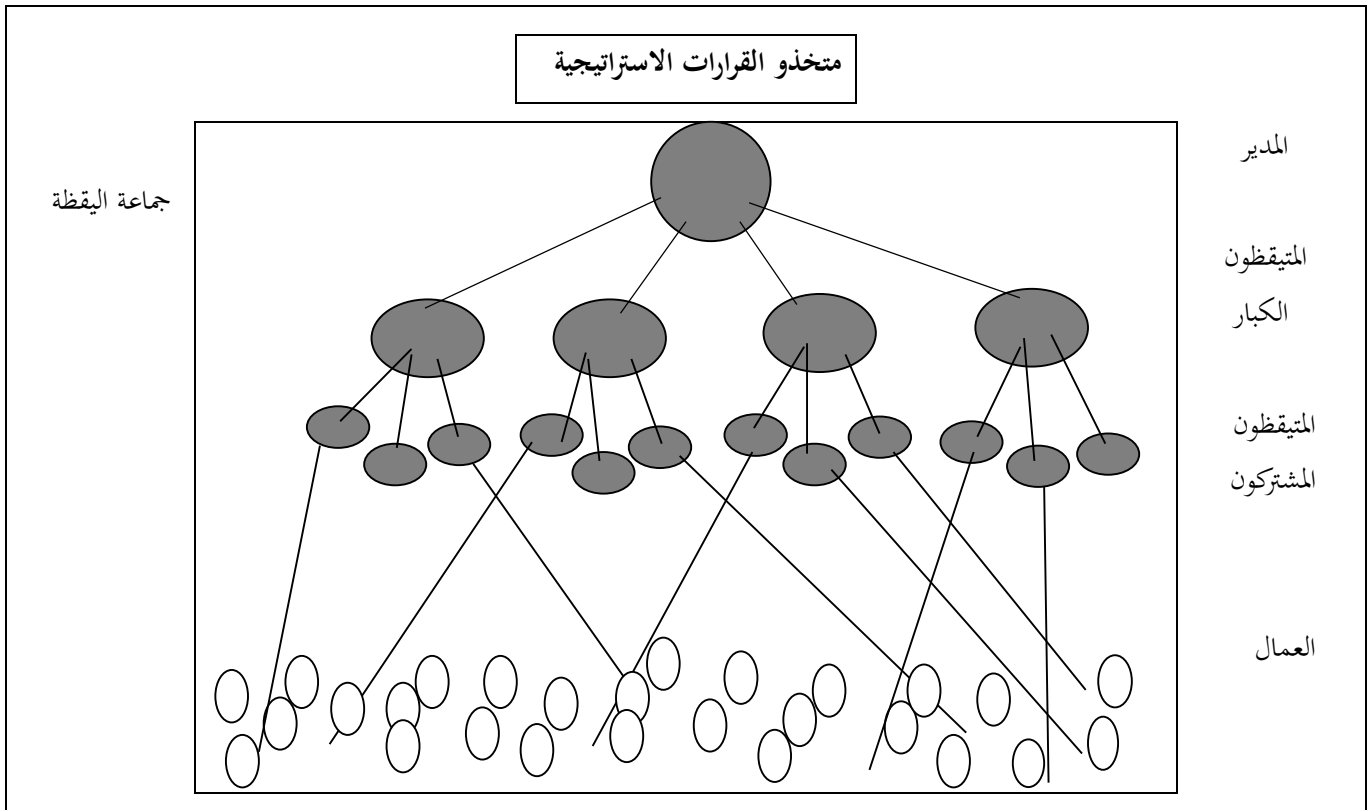 متخذو القرارات الاستراتيجية
المدير
جماعة اليقظة
المتيقظون
الكبار
المتيقظون
المشتركون
العمال